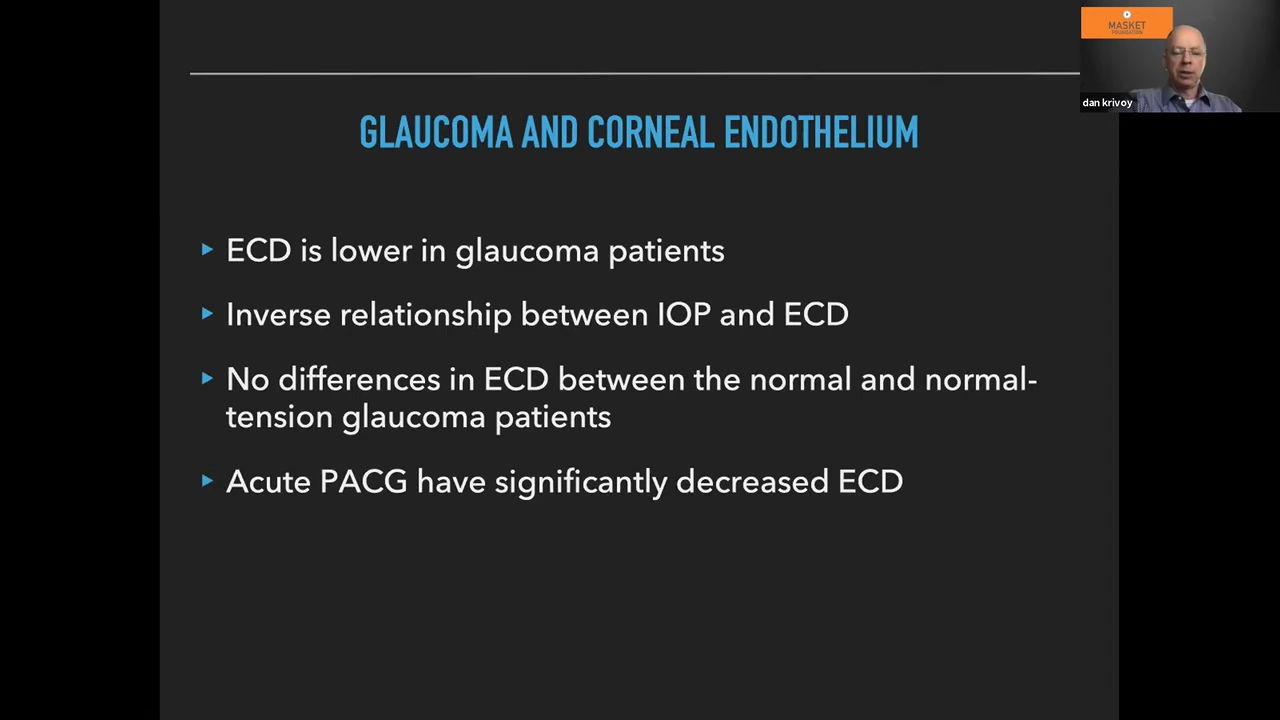 MASKET
FOUNDATION
dan krivoy
GLAUCOMA AND CORNEAL ENDOTHELIUM
ECD is lower in glaucoma patients
Inverse relationship between IOP and ECD
No differences in ECD between the normal and normal-
tension glaucoma patients
Acute PACG have significantly decreased ECD